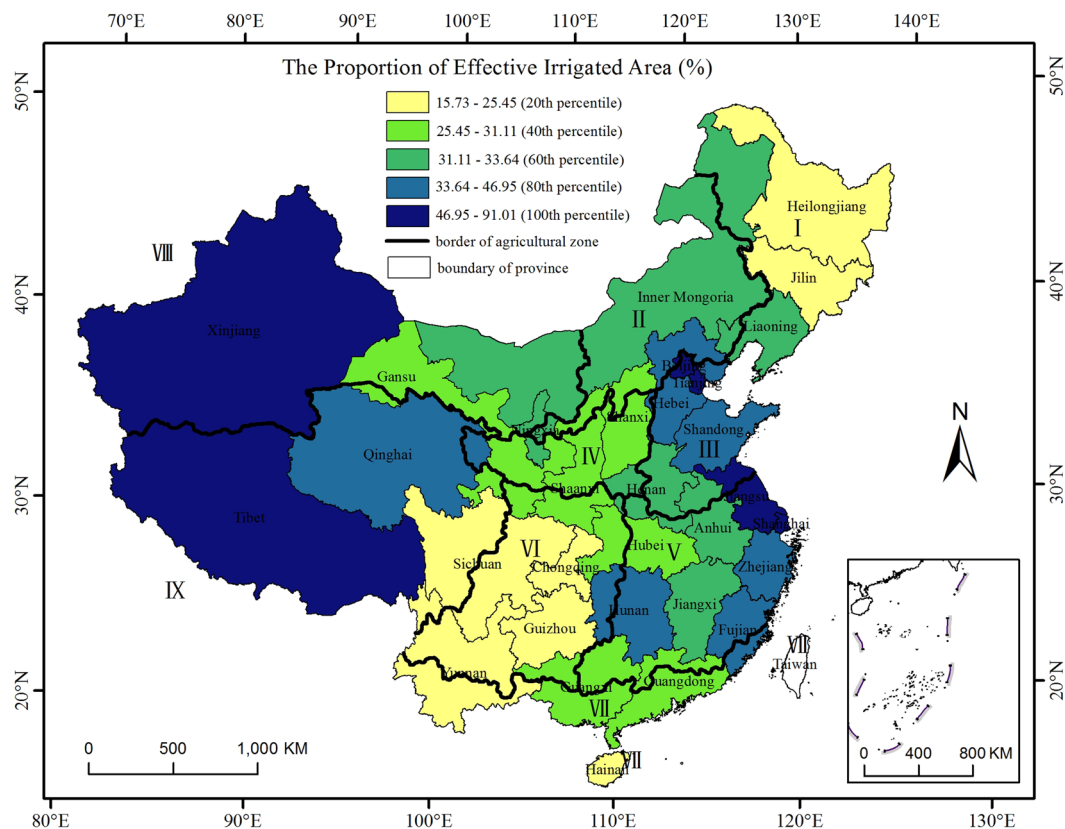 70°E 80°E 90°E 100°E 110°E 120°E 130°E 140°E
The Proportion of Effective Irrigated Area (%)
15.73 - 25.45 (20th percentile)
25.45 - 31.11 (40th percentile)
31.11 - 33.64 (60th percentile)
33.64 - 46.95 (80th percentile)
46.95 - 91.01 (100th percentile)
border of agricultural zone
boundary of province
50°N
50°N
Heilongjiang
I
Ⅷ
Jilin
40°N
40°N
Inner Mongoria
II
Liaoning
Xinjiang
Beijing
Gansu
Tianjing
Hebei
Shanxi
Ningxia
Shandong
III
N
Qinghai
IV
30°N
30°N
Shaanxi
Henan
Jiangsu
Tibet
Anhui
Shanghai
Hubei
V
VI
Sichuan
Chongqing
Zhejiang
IX
Hunan
Jiangxi
Guizhou
Fujian
Ⅶ
Taiwan
20°N
20°N
Yunnan
Guangxi
Guangdong
Ⅶ
0 500 1,000 KM
Ⅶ
Hainan
0 400 800 KM
80°E 90°E 100°E 110°E 120°E 130°E